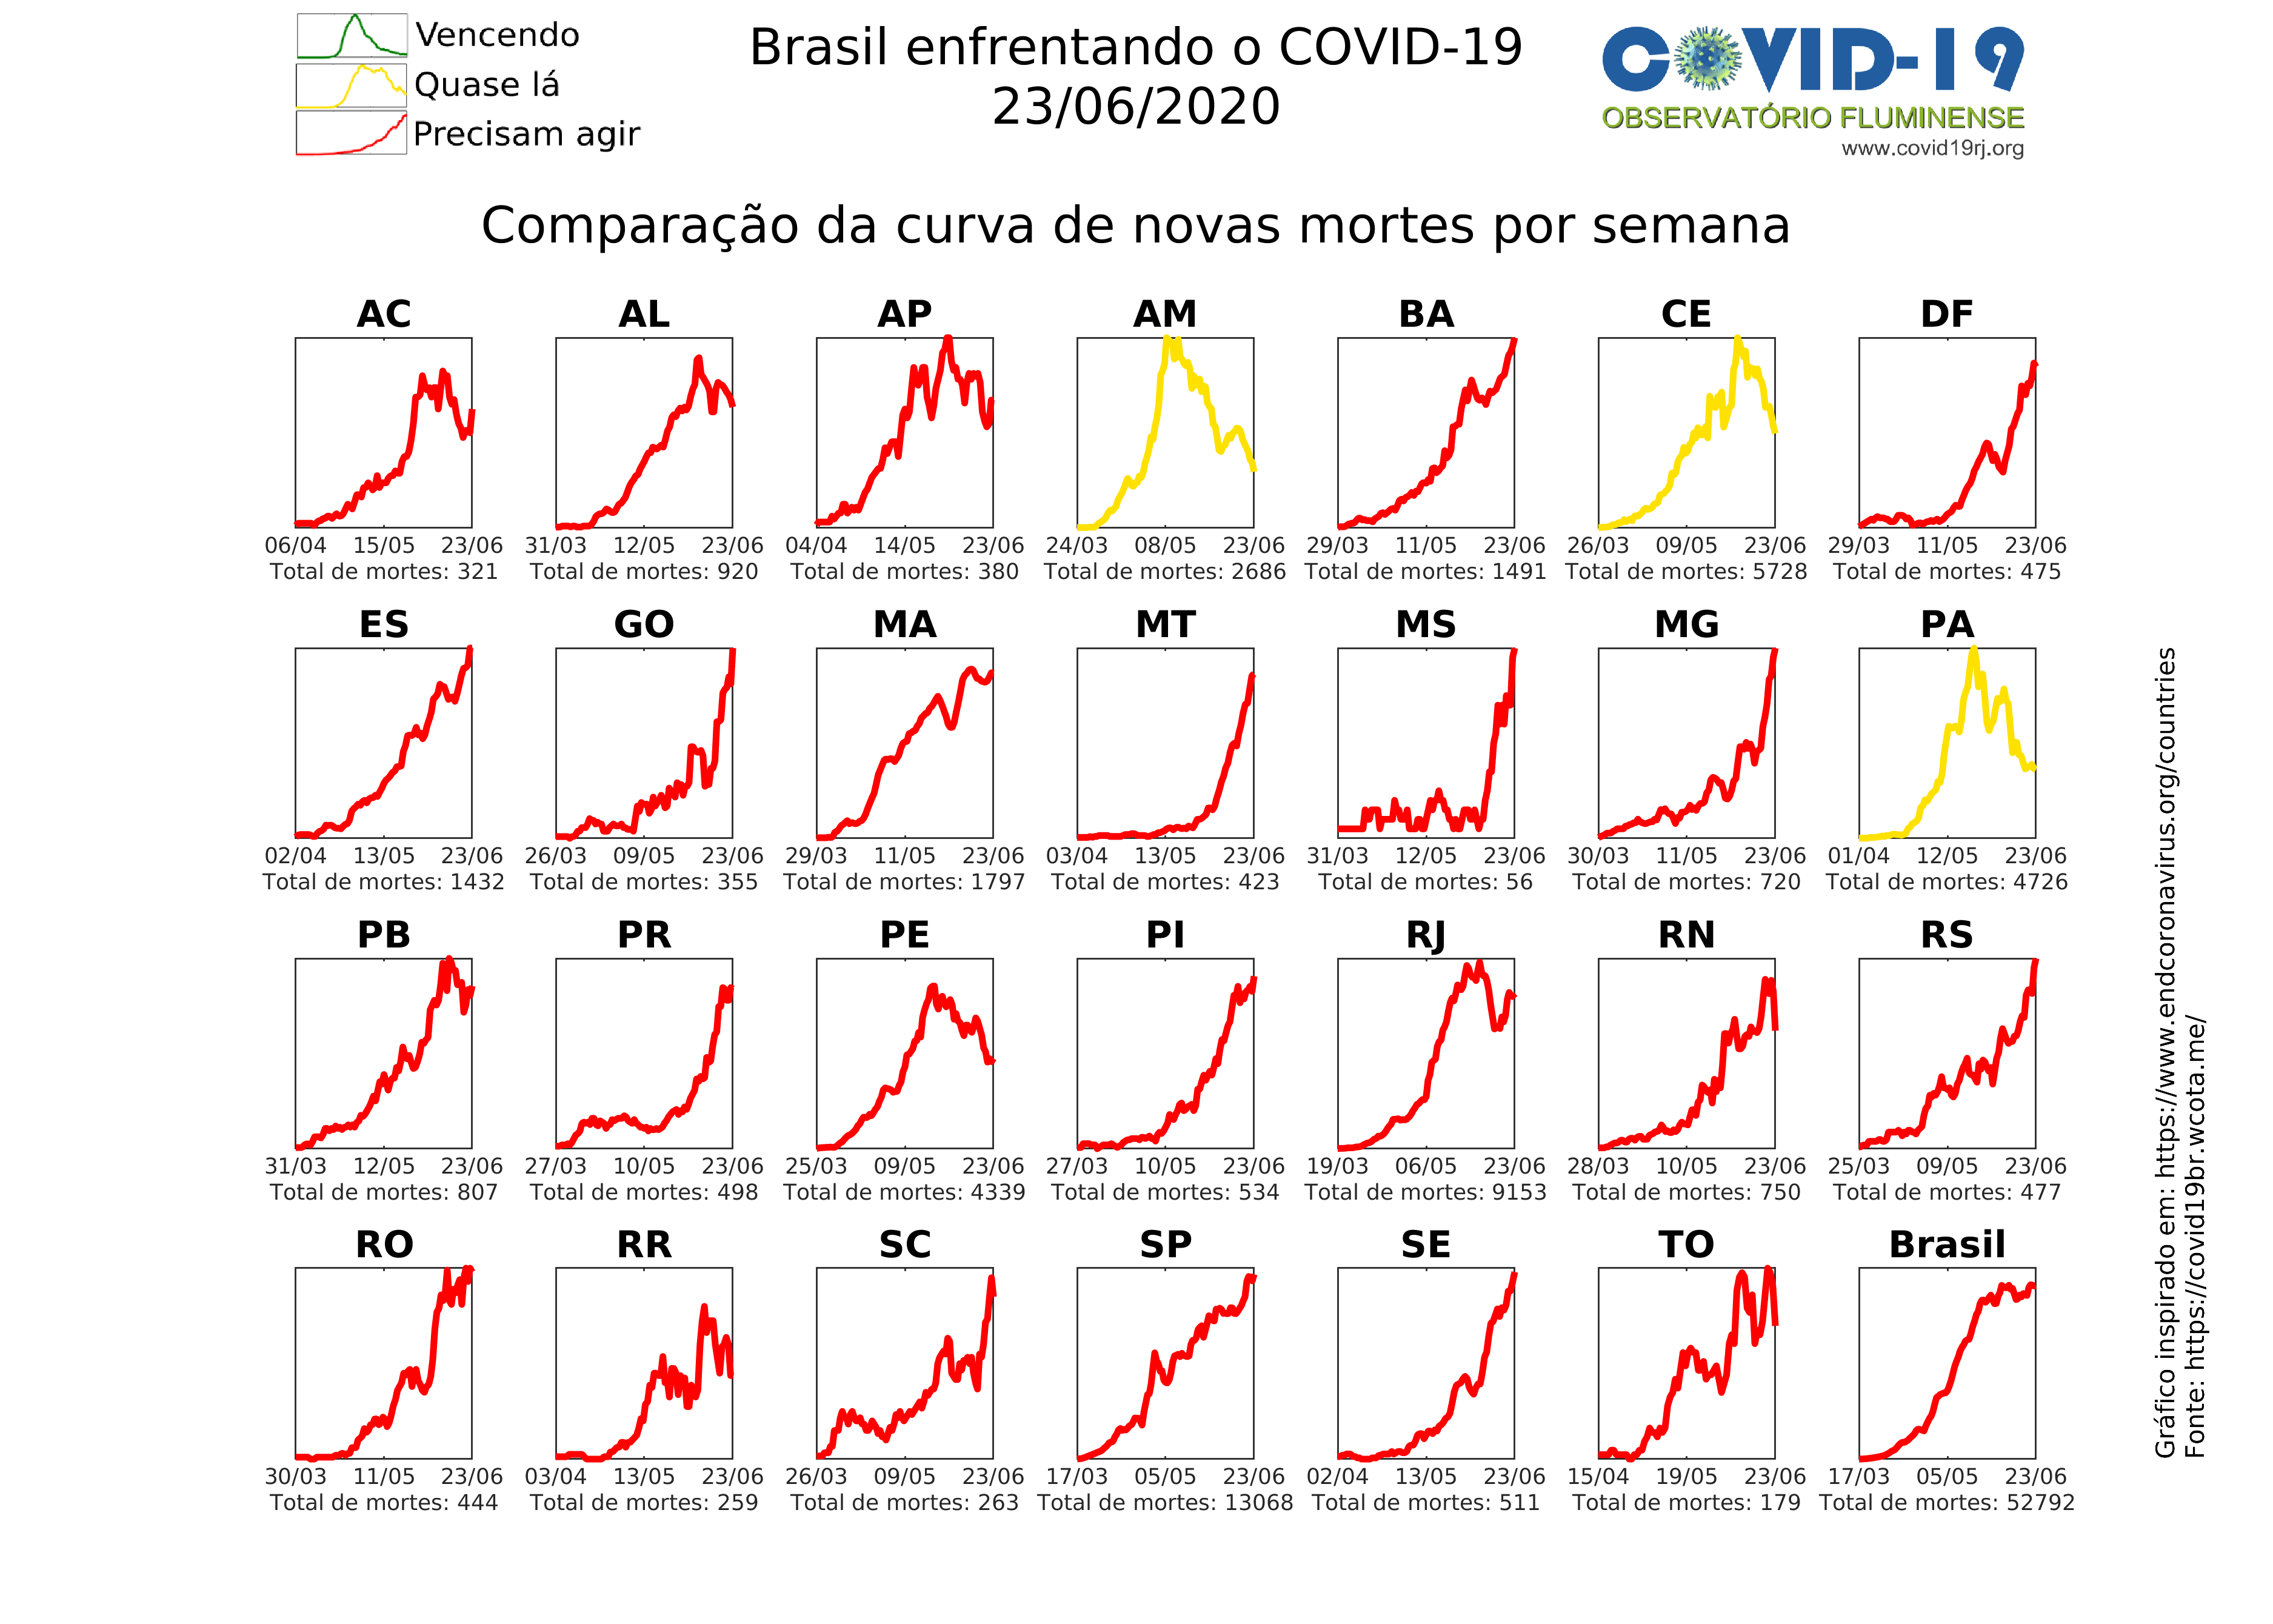 Vencendo
Quase lá
Precisam agir
Brasil enfrentando o COVID-19
23/06/2020
COVID-19
OBSERVATÓRIO FLUMINENSE
www.covid19rj.org
Comparação da curva de novas mortes por semana
AC AL AP AM BA CE DF
06/04 15/05 23/06 31/03 12/05 23/06 04/04 14/05 23/06 24/03 08/05 23/06 29/03 11/05 23/06 26/03 09/05 23/06 29/03 11/05 23/06
Total de mortes: 321 Total de mortes: 920 Total de mortes: 380 Total de mortes: 2686 Total de mortes: 1491 Total de mortes: 5728 Total de mortes: 475
ES GO MA MT MS MG PA
02/04 13/05 23/06 26/03 09/05 23/06 29/03 11/05 23/06 03/04 13/05 23/06 31/03 12/05 23/06 30/03 11/05 23/06 01/04 12/05 23/06
Total de mortes: 1432 Total de mortes: 355 Total de mortes: 1797 Total de mortes: 423 Total de mortes: 56 Total de mortes: 720 Total de mortes: 4726
PB PR PE PI RJ RN RS
31/03 12/05 23/06 27/03 10/05 23/06 25/03 09/05 23/06 27/03 10/05 23/06 19/03 06/05 23/06 28/03 10/05 23/06 25/03 09/05 23/06
Total de mortes: 807 Total de mortes: 498 Total de mortes: 4339 Total de mortes: 534 Total de mortes: 9153 Total de mortes: 750 Total de mortes: 477
RO RR SC SP SE TO Brasil
30/03 11/05 23/06 03/04 13/05 23/06 26/03 09/05 23/06 17/03 05/05 23/06 02/04 13/05 23/06 15/04 19/05 23/06 17/03 05/05 23/06
Total de mortes: 444 Total de mortes: 259 Total de mortes: 263 Total de mortes: 13068 Total de mortes: 511 Total de mortes: 179 Total de mortes: 52792
Gráfico inspirado em: https://www.endcoronavirus.org/countries
Fonte: https://covid19br.wcota.me/